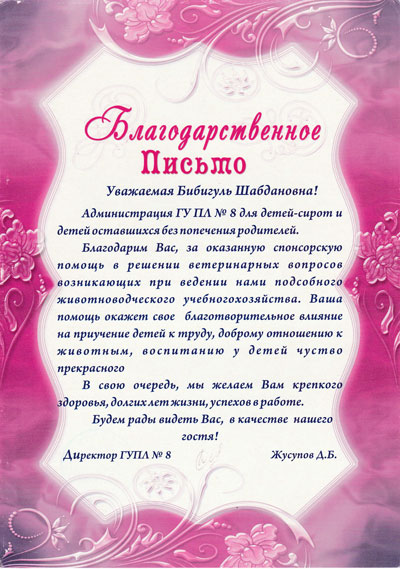 Благодарственное
Письмо
Уважаемая Бибигуль Шабдановна!
Администрация ГУ ПЛ № 8 для детей-сирот и
детей оставшихся без попечения родителей.
Благодарим Вас, за оказанную спонсорскую
помощь в решении ветеринарных вопросов
возникающих при ведении нами подсобного
животноводческого учебногохозяйства. Ваша
помощь окажет свое благотворительное влияние
на приучение детей к труду, доброму отношению к
животным, воспитанию у детей чуство
прекрасного
В свою очередь, мы желаем Вам крепкого
здоровья, долгих лет жизни, успехов в работе.
Будем рады видеть Вас, в качестве нашего
гостя!
Директор ГУПЛ № 8 Жусупов Д.Б.